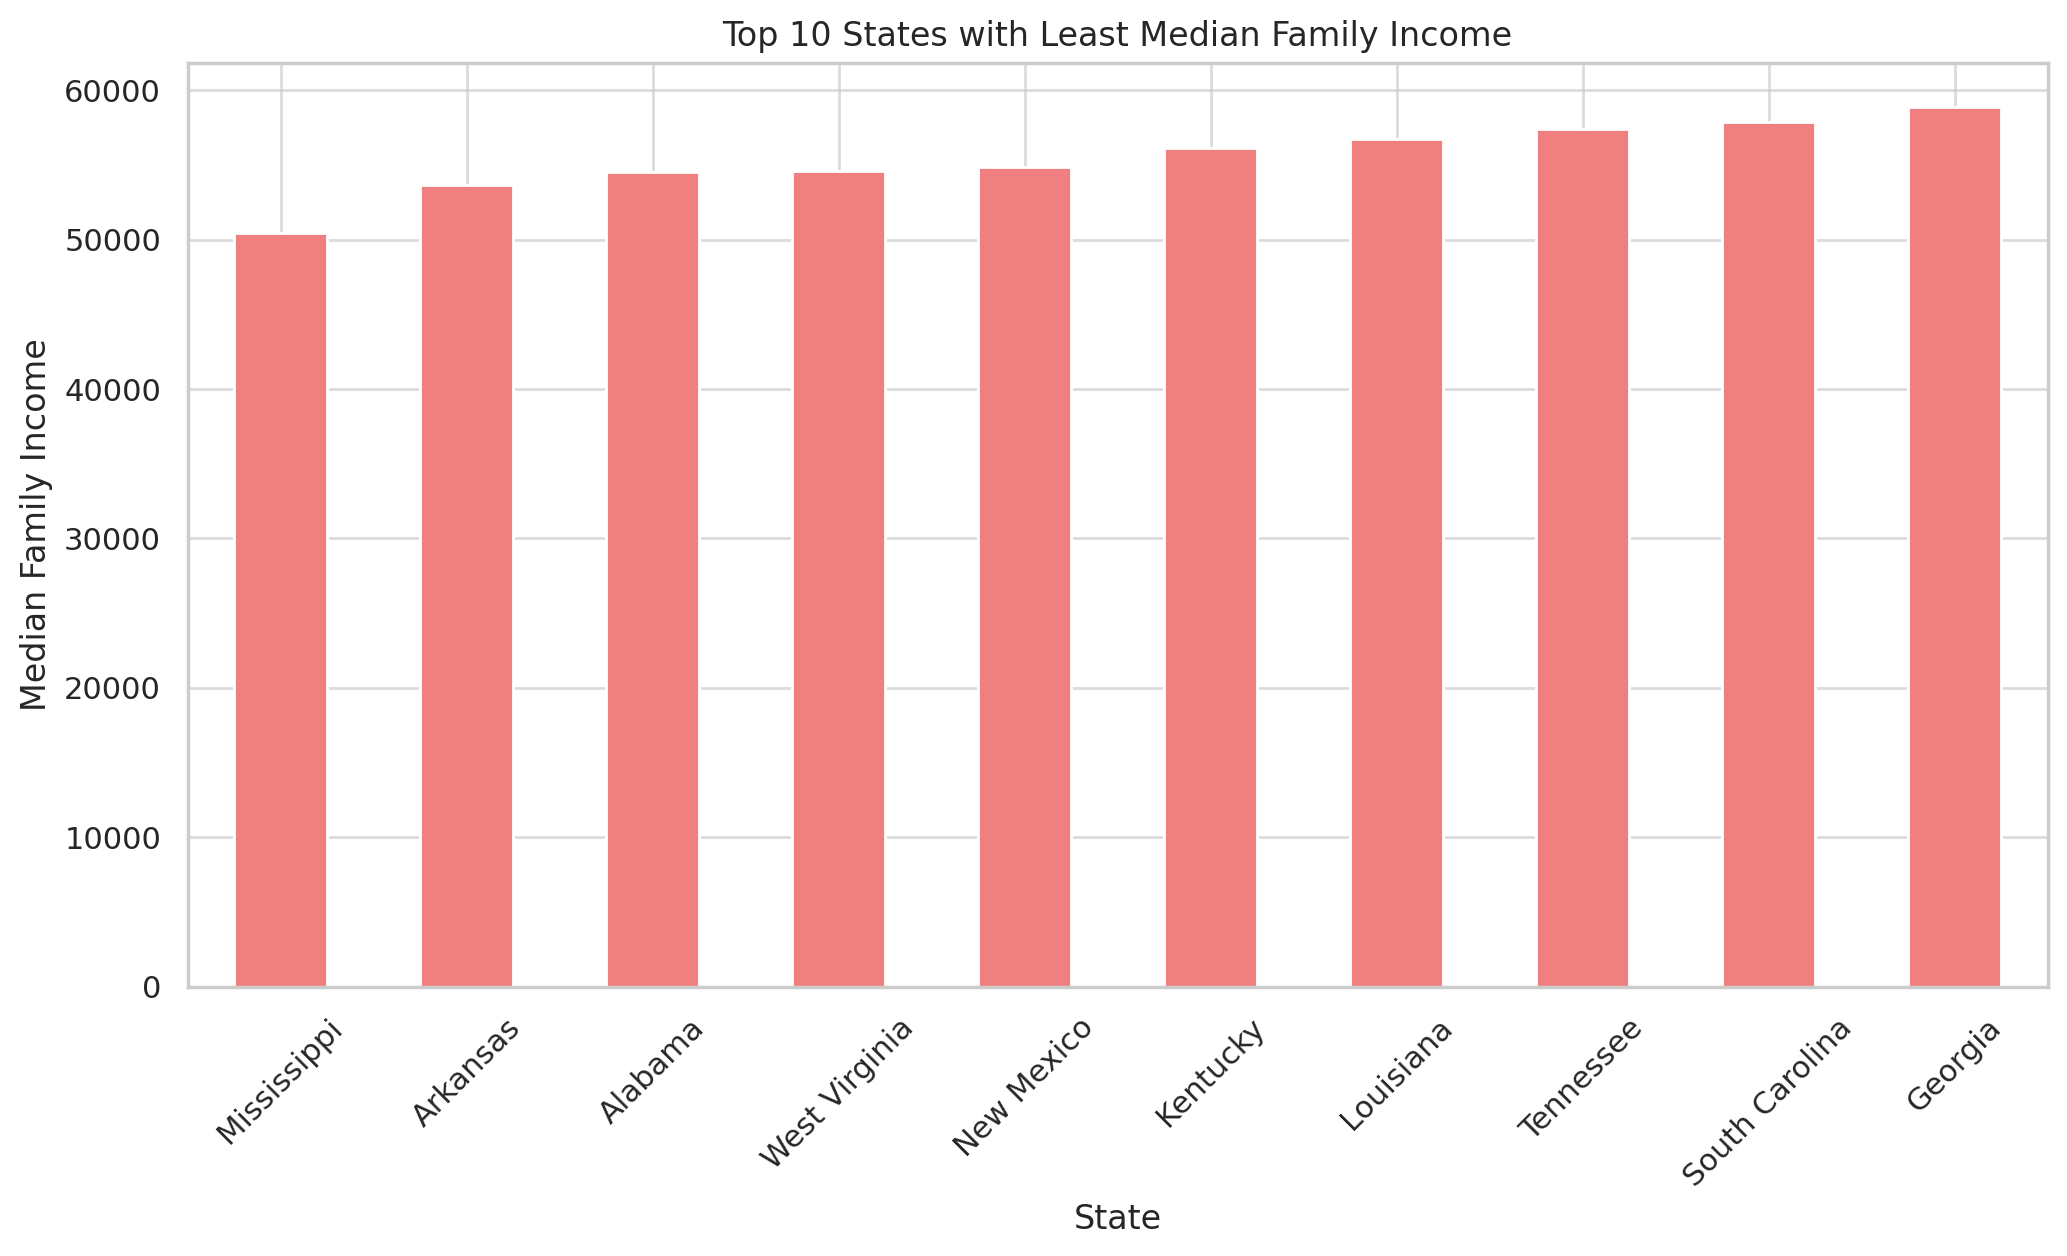 Top 10 States with Least Median Family Income
Median Family Income
60000
50000
40000
30000
20000
10000
0
Mississippi
Arkansas
Alabama
West Virginia
New Mexico
Kentucky
Louisiana
Tennessee
South Carolina
Georgia
State